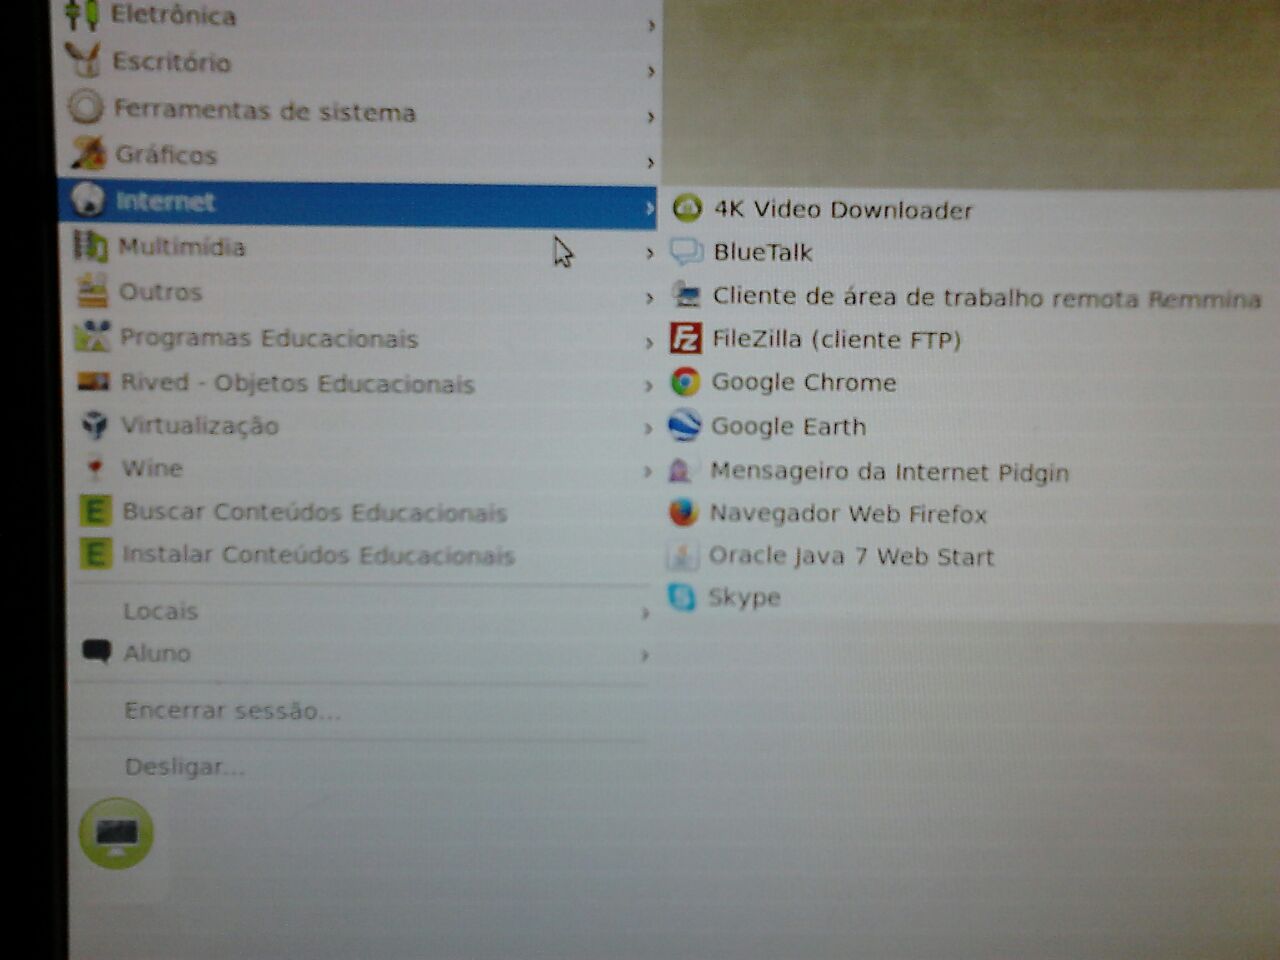 Eletrônica
Escritório
Ferramentas de sistema
Gráficos
Internet
Multimídia
Outros
Programas Educacionais
Rived - Objetos Educacionais
Virtualização
Wine
E Buscar Conteúdos Educacionais
E Instalar Conteúdos Educacionais
Locais
Aluno
Encerrar sessão...
Desligar...
4K Video Downloader
BlueTalk
Cliente de área de trabalho remota Remmina
Fz FileZilla (cliente FTP)
Google Chrome
Google Earth
Mensageiro da Internet Pidgin
Navegador Web Firefox
Oracle Java 7 Web Start
Skype